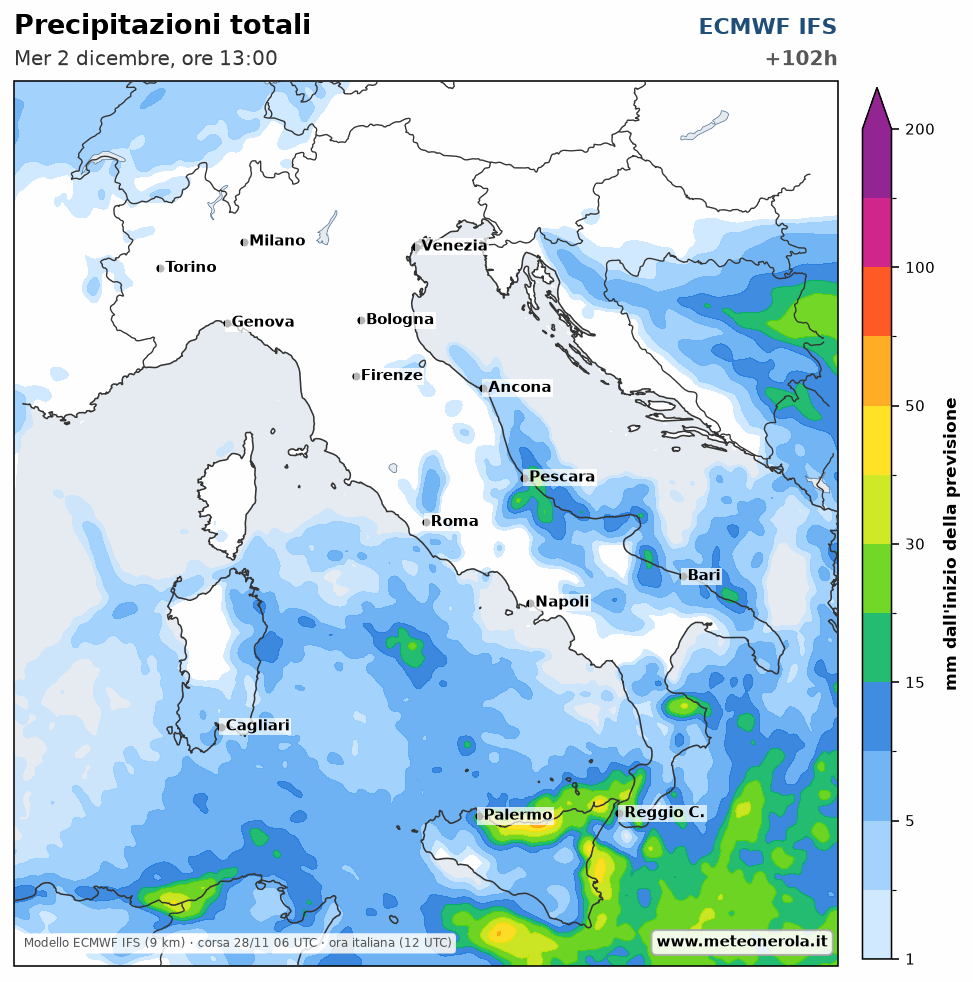 Precipitazioni totali
ECMWF IFS
Mer 2 dicembre, ore 13:00
+102h
200
Milano
Venezia
Torino
100
Genova
Bologna
Firenze
Ancona
50
Pescara
Roma
30
Bari
Napoli
15
Cagliari
Palermo
Reggio C.
5
1
mm dall'inizio della previsione
Modello ECMWF IFS (9 km) · corsa 28/11 06 UTC · ora italiana (12 UTC)
www.meteonerola.it